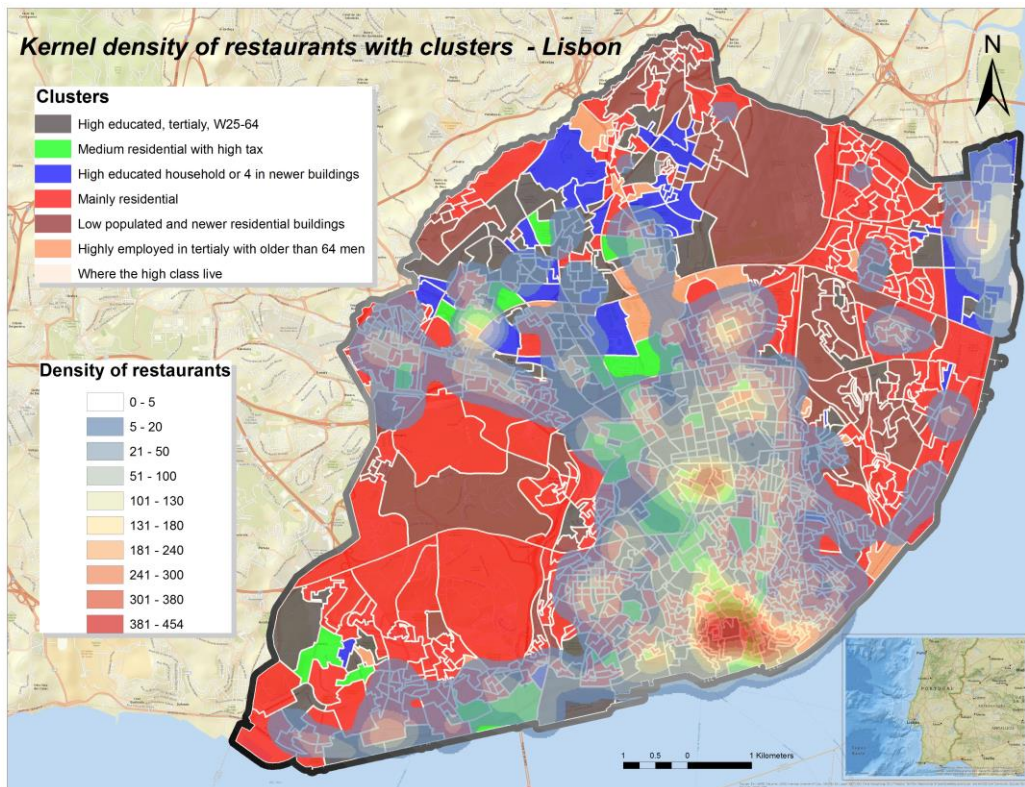 Kernel density of restaurants with clusters - Lisbon
N
Clusters
High educated, tertialy, W25-64
Medium residential with high tax
High educated household or 4 in newer buildings
Mainly residential
Low populated and newer residential buildings
Highly employed in tertialy with older than 64 men
Where the high class live
Density of restaurants
0 - 5
5 - 20
21 - 50
51 - 100
101 - 130
131 - 180
181 - 240
241 - 300
301 - 380
381 - 454
1 0.5 0 1 Kilometers
PORTUGAL
Lisbon